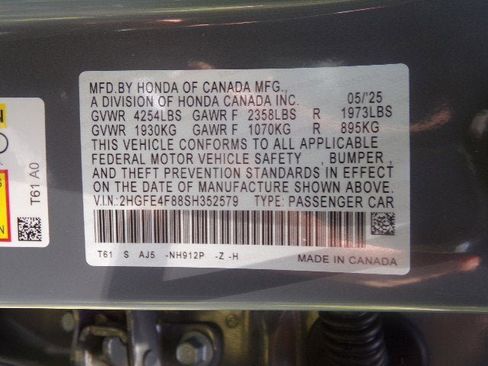 MFD.BY HONDA OF CANADA MFG.,
A DIVISION OF HONDA CANADA INC. 05/'25
GVWR 4254LBS GAWR F 2358LBS R 1973LBS
GVWR 1930KG GAWR F 1070KG R 895KG
THIS VEHICLE CONFORMS TO ALL APPLICABLE
FEDERAL MOTOR VEHICLE SAFETY , BUMPER ,
AND THEFT PREVENTION STANDARDS IN EFFECT
ON THE DATE OF MANUFACTURE SHOWN ABOVE.
V.I.N:2HGFE4F88SH352579 TYPE: PASSENGER CAR
T61 S AJ5 -NH912P -Z -H MADE IN CANADA
T61 A0